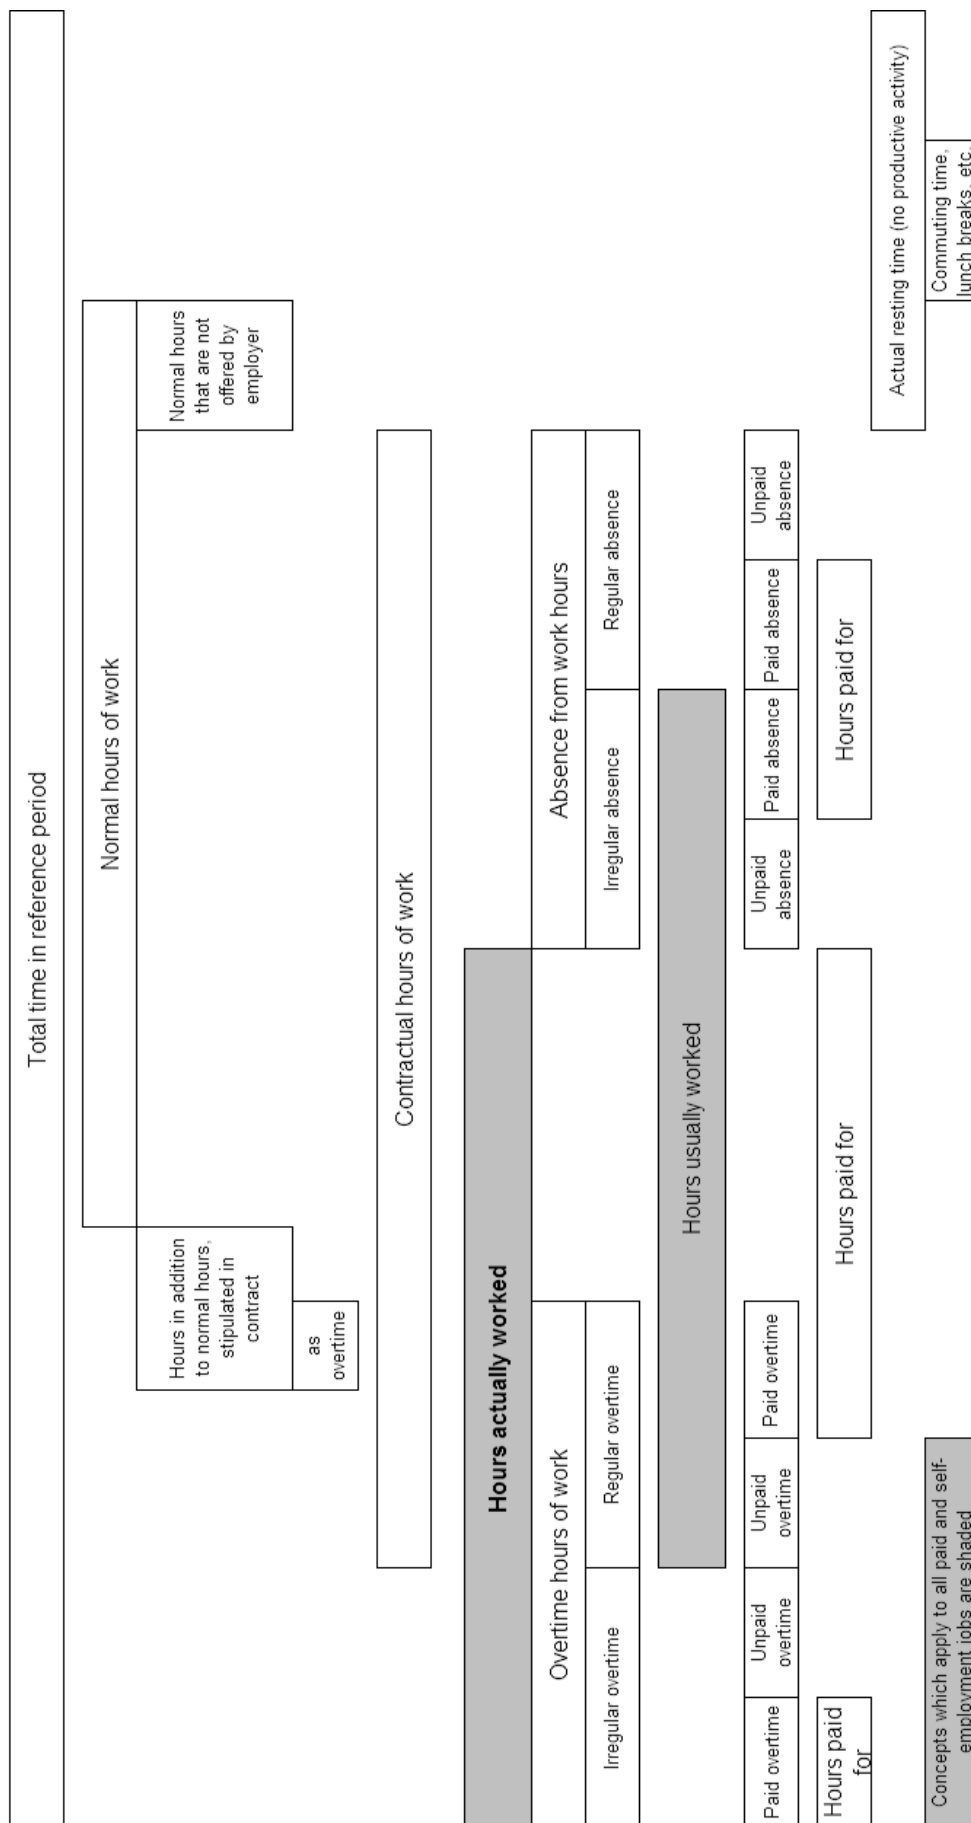 Total time in reference period
Normal hours of work
Hours in addition
to normal hours,
stipulated in
contract
Normal hours
that are not
offered by
employer
as
overtime
Contractual hours of work
Hours actually worked
Overtime hours of work
Absence from work hours
Irregular overtime
Regular overtime
Irregular absence
Regular absence
Hours usually worked
Paid overtime
Unpaid
overtime
Unpaid
overtime
Paid overtime
Unpaid
absence
Paid absence
Paid absence
Unpaid
absence
Hours paid
for
Hours paid for
Hours paid for
Actual resting time (no productive activity)
Concepts which apply to all paid and self-
employment jobs are shaded
Commuting time,
lunch breaks, etc.